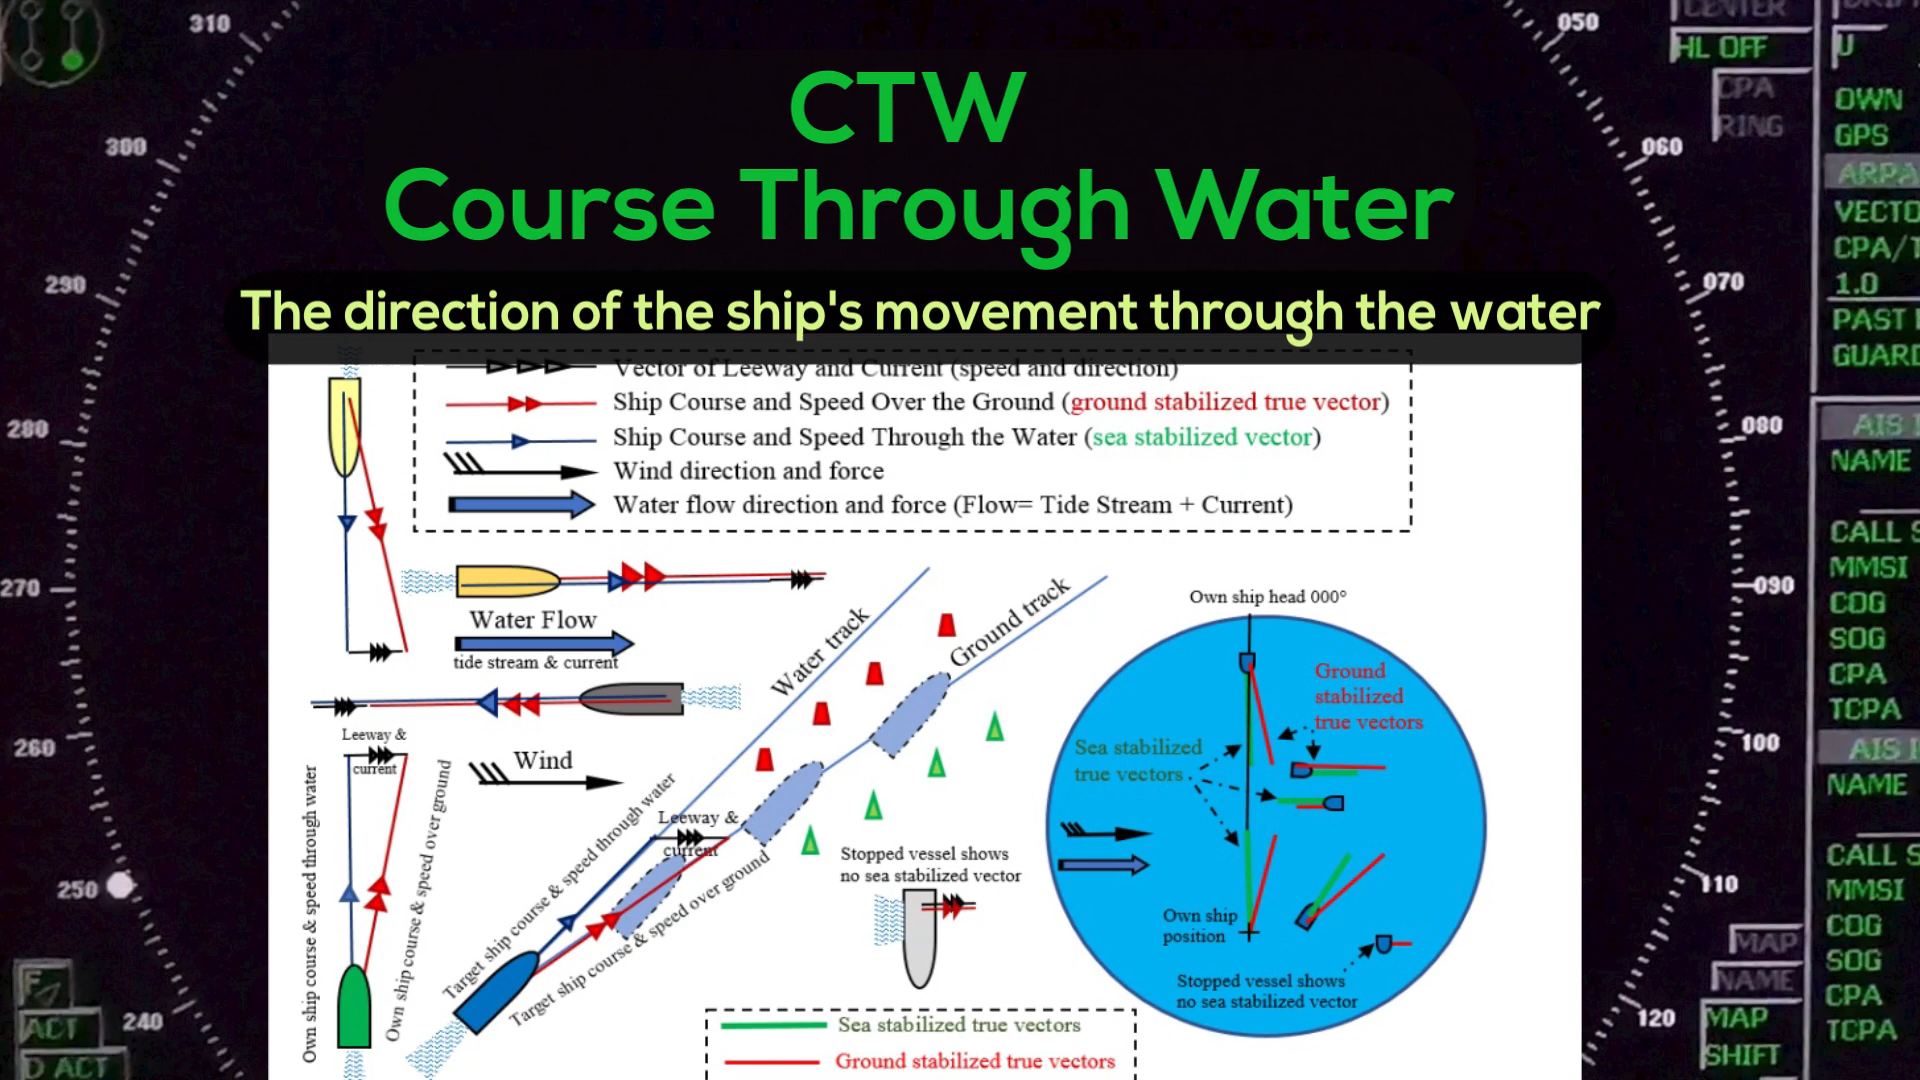 CTW
Course Through Water
The direction of the ship's movement through the water
310
300
290
280
270
260
250
240
050
060
070
080
090
100
110
120
CENTER
HL OFF
CPA
RING
U
OWN
GPS
ARPA
VECTO
CPA/T
1.0
PAST
GUARD
AIS
NAME
CALL S
MMSI
COG
SOG
CPA
TCPA
AIS
NAME
CALL S
MMSI
COG
SOG
CPA
TCPA
MAP
NAME
MAP
SHIFT
F
ACT
D ACT
Vector of Leeway and Current (speed and direction)
Ship Course and Speed Over the Ground (ground stabilized true vector)
Ship Course and Speed Through the Water (sea stabilized vector)
Wind direction and force
Water flow direction and force (Flow= Tide Stream + Current)
Water Flow
tide stream & current
Leeway &
current
Wind
Own ship course & speed through water
Own ship course & speed over ground
Target ship course & speed through water
Target ship course & speed over ground
Leeway &
current
Water track
Ground track
Stopped vessel shows
no sea stabilized vector
Own ship head 000°
Ground
stabilized
true vectors
Sea stabilized
true vectors
Own ship
position
Stopped vessel shows
no sea stabilized vector
Sea stabilized true vectors
Ground stabilized true vectors